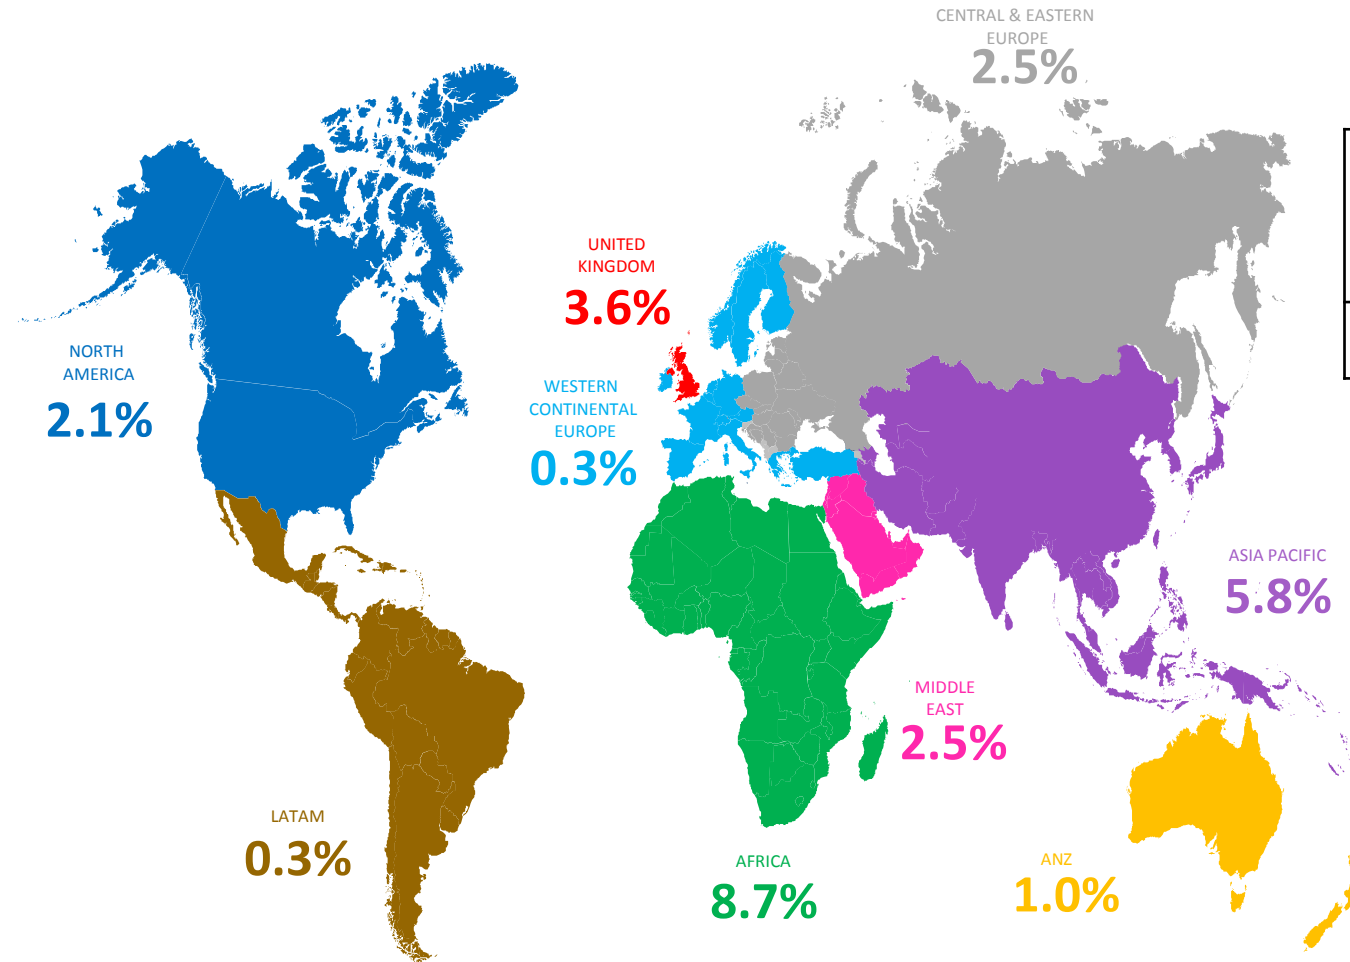 CENTRAL & EASTERN
EUROPE
2.5%
UNITED
KINGDOM
3.6%
NORTH
AMERICA
2.1%
WESTERN
CONTINENTAL
EUROPE
0.3%
ASIA PACIFIC
5.8%
MIDDLE
EAST
2.5%
LATAM
0.3%
AFRICA
8.7%
ANZ
1.0%